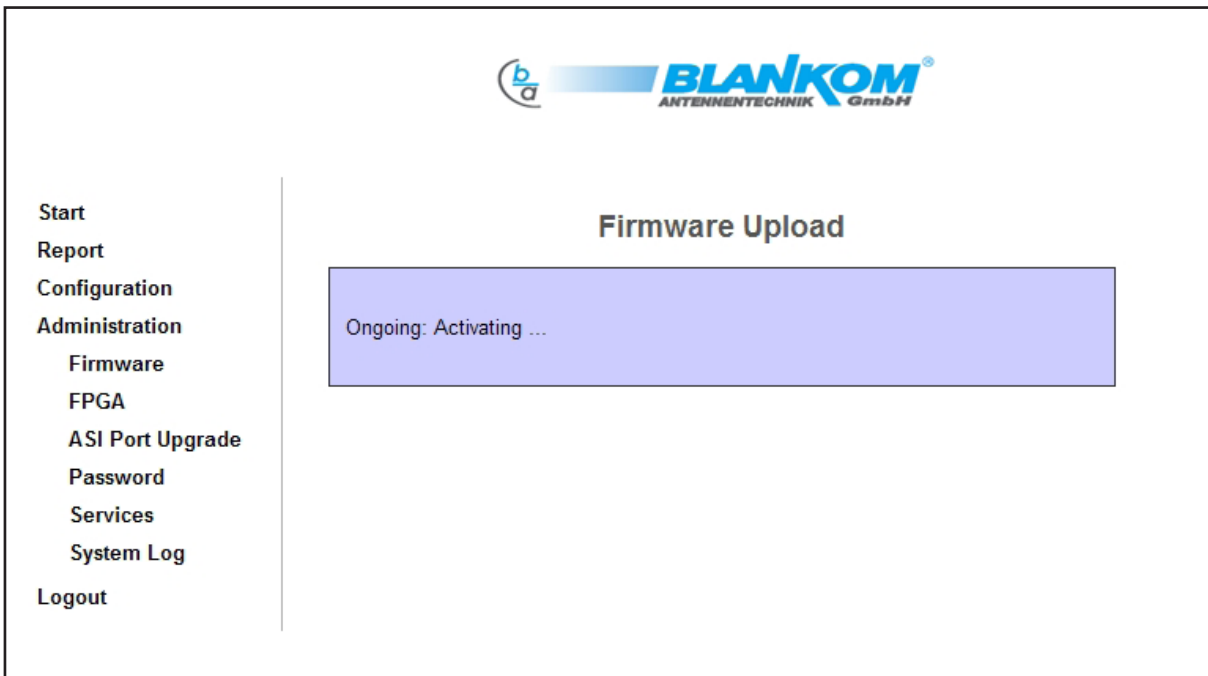 b
a
BLANKOM®
ANTENNENTECHNIK GmbH
Start
Report
Configuration
Administration
Firmware
FPGA
ASI Port Upgrade
Password
Services
System Log
Logout
Firmware Upload
Ongoing: Activating ...